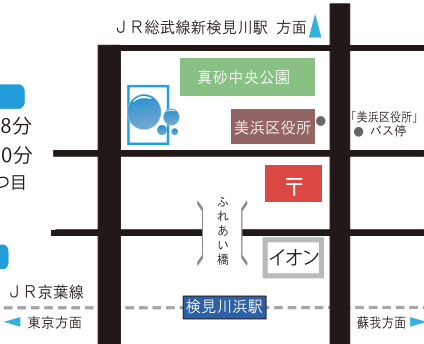 ＪＲ総武線新検見川駅 方面
真砂中央公園
8分
0分
つ目
美浜区役所
「美浜区役所」
バス停
〒
ふれあい橋
イオン
ＪＲ京葉線
検見川浜駅
東京方面
蘇我方面